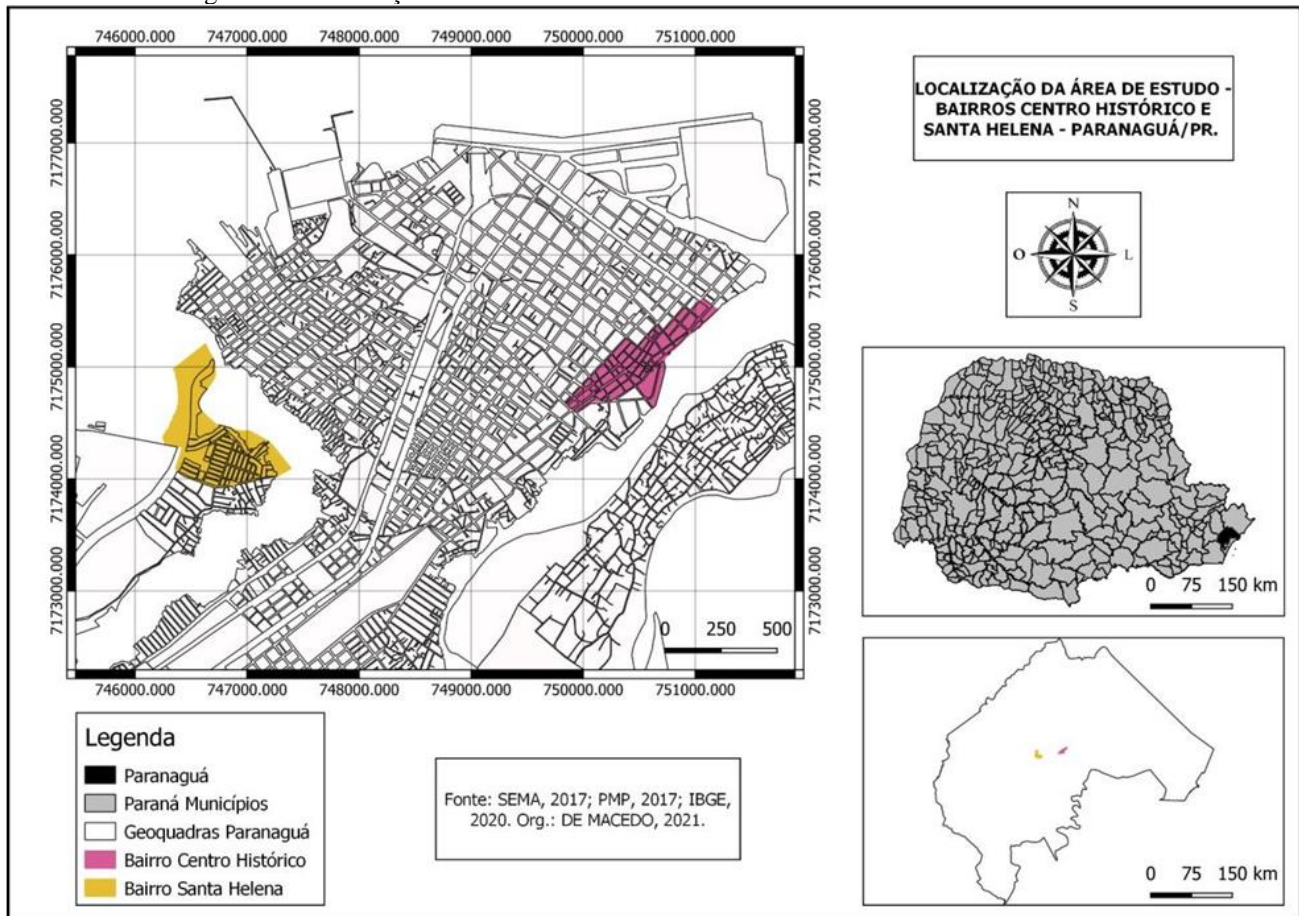 746000.000 747000.000 748000.000 749000.000 750000.000 751000.000
7177000.000 7177000.000
7176000.000 7176000.000
7175000.000 7175000.000
7174000.000 7174000.000
7173000.000 7173000.000
0 250 500
746000.000 747000.000 748000.000 749000.000 750000.000 751000.000
LOCALIZAÇÃO DA ÁREA DE ESTUDO -
BAIRROS CENTRO HISTÓRICO E
SANTA HELENA - PARANAGUÁ/PR.
N
O L
S
0 75 150 km
0 75 150 km
Legenda
Paranaguá
Paraná Municípios
Geoquadras Paranaguá
Bairro Centro Histórico
Bairro Santa Helena
Fonte: SEMA, 2017; PMP, 2017; IBGE,
2020. Org.: DE MACEDO, 2021.